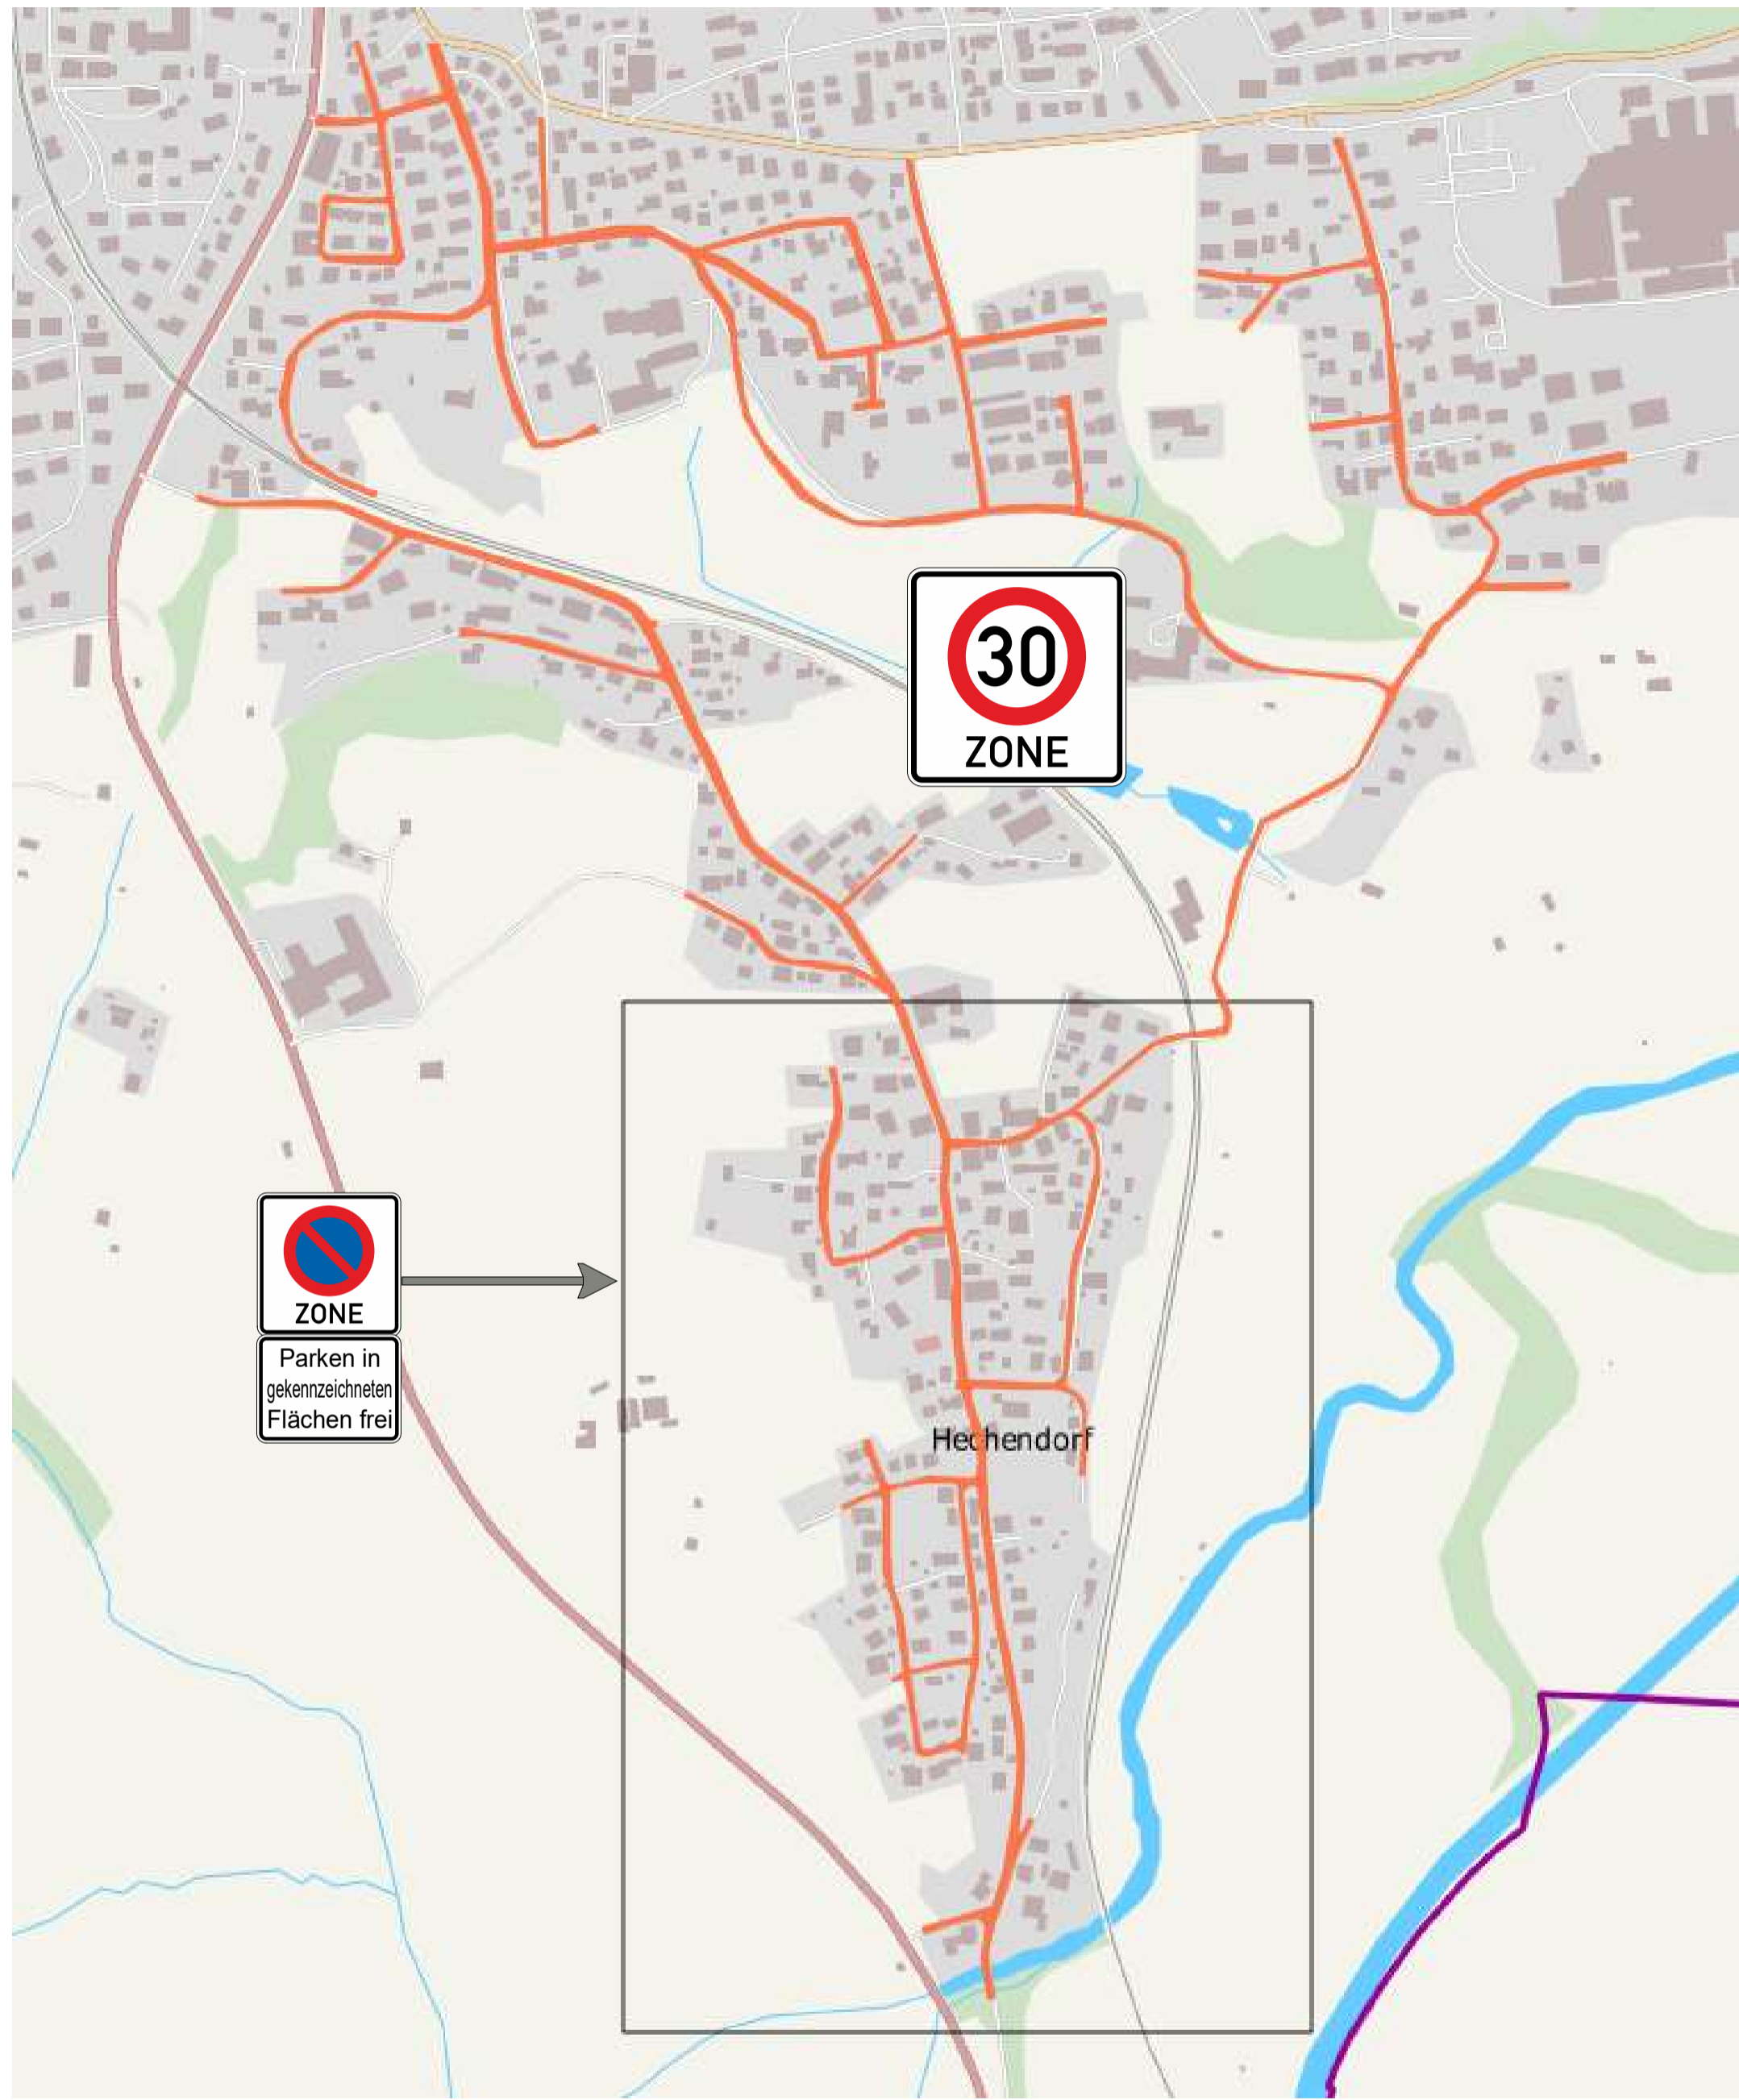 30
ZONE
ZONE
Parken in
gekennzeichneten
Flächen frei
Hechendorf